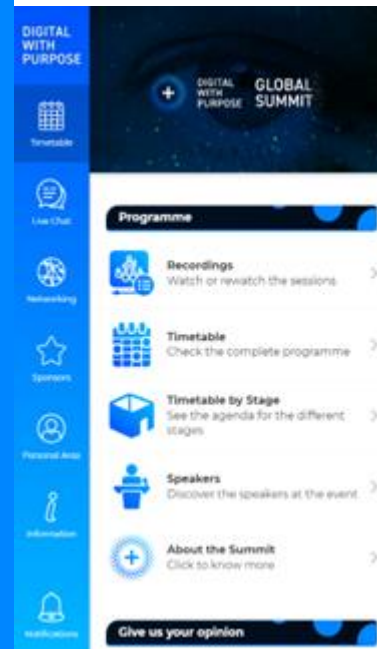 DIGITAL
WITH
PURPOSE
Timetable
Live Chat
Networking
Sponsors
Personal Area
Information
Notifications
DIGITAL
WITH
PURPOSE
GLOBAL
SUMMIT
Programme
Recordings
Watch or rewatch the sessions
Timetable
Check the complete programme
Timetable by Stage
See the agenda for the different
stages
Speakers
Discover the speakers at the event
About the Summit
Click to know more
Give us your opinion